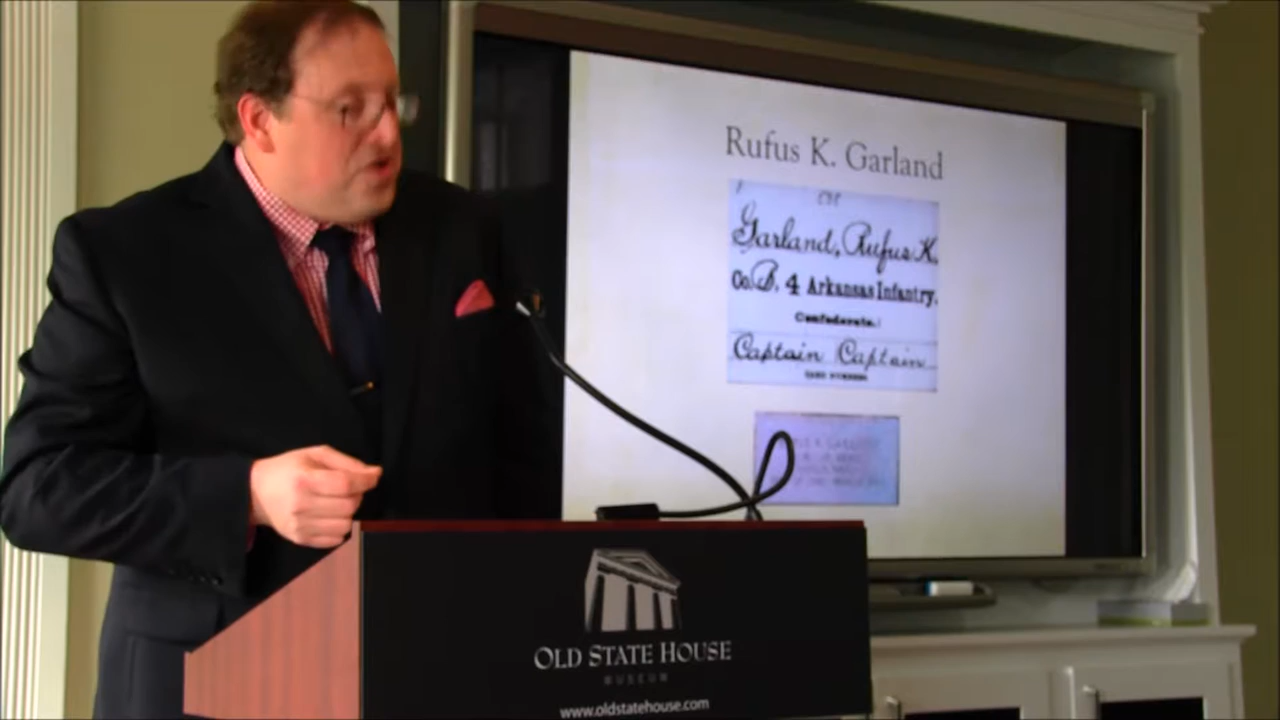 Rufus K. Garland
Garland, Rufus K.
Co. B, 4 Arkansas Infantry.
Confederate.
Captain Captain
OLD STATE HOUSE
MUSEUM
www.oldstatehouse.com